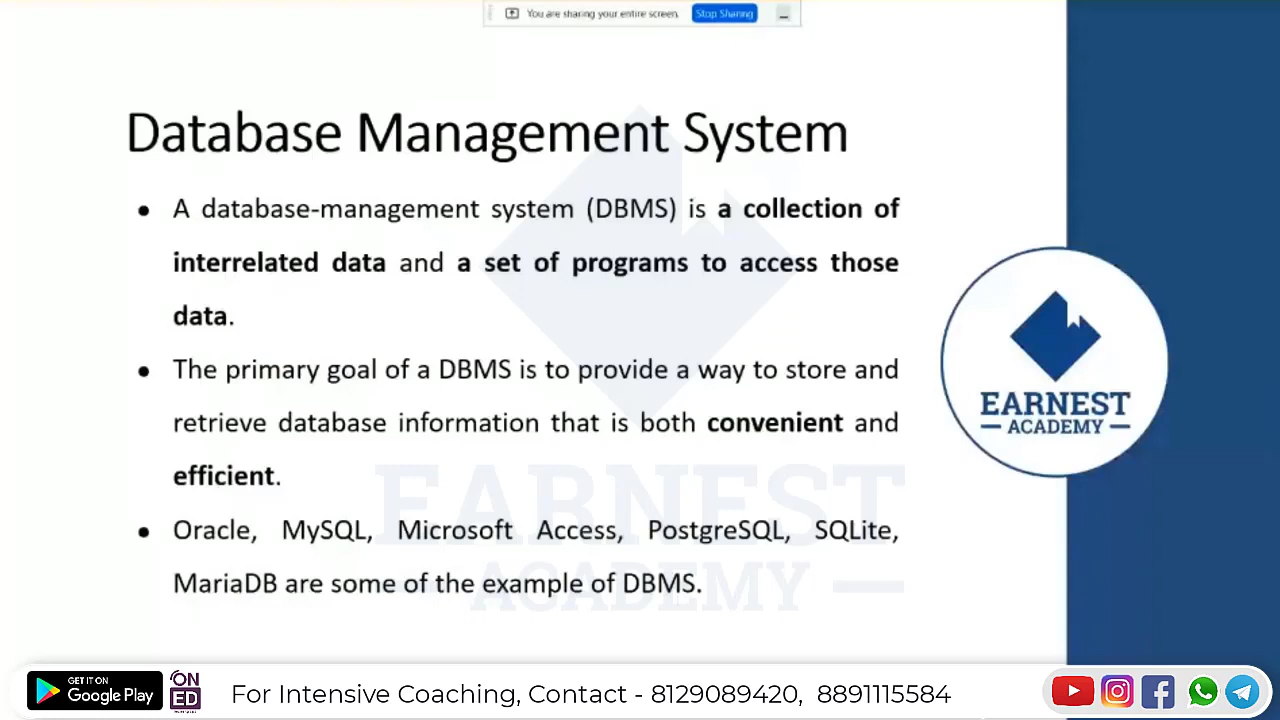 You are sharing your entire screen. Stop Sharing
Database Management System
● A database-management system (DBMS) is a collection of
interrelated data and a set of programs to access those
data.
● The primary goal of a DBMS is to provide a way to store and
retrieve database information that is both convenient and
efficient.
● Oracle, MySQL, Microsoft Access, PostgreSQL, SQLite,
MariaDB are some of the example of DBMS.
EARNEST
ACADEMY
EARNEST
ACADEMY
GET IT ON
Google Play
ON
ED
For Intensive Coaching, Contact - 8129089420, 8891115584